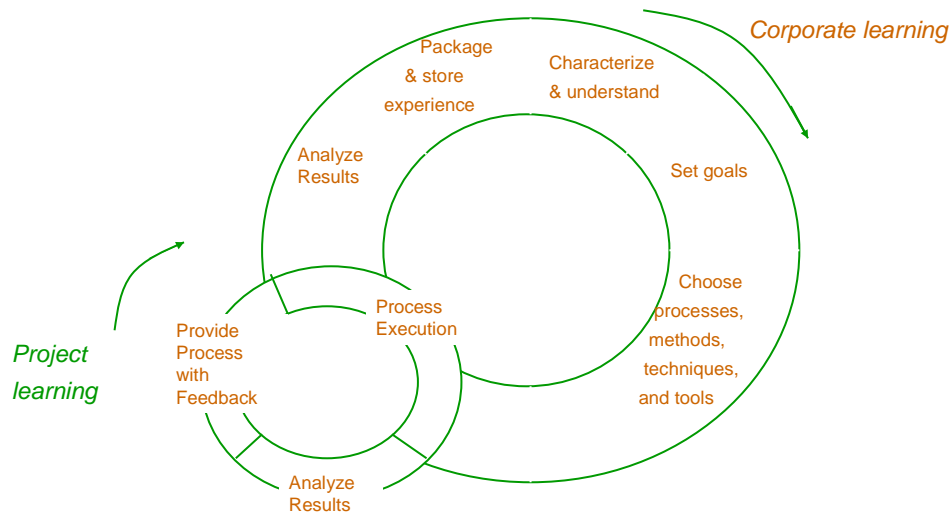 Corporate learning
Package
& store
experience
Characterize
& understand
Analyze
Results
Set goals
Choose
processes,
methods,
techniques,
and tools
Process
Execution
Provide
Process
with
Feedback
Project
learning
Analyze
Results